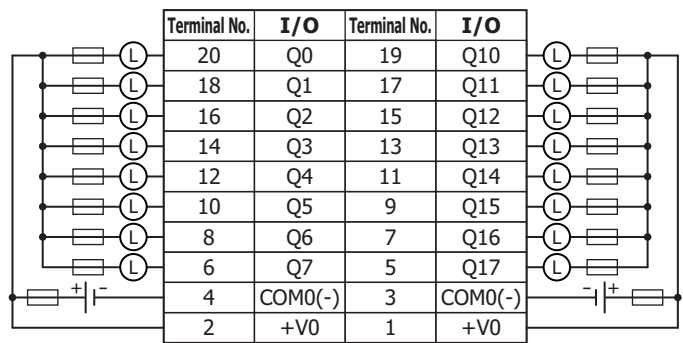 Terminal No. I/O Terminal No. I/O
L 20 Q0 19 Q10 L
L 18 Q1 17 Q11 L
L 16 Q2 15 Q12 L
L 14 Q3 13 Q13 L
L 12 Q4 11 Q14 L
L 10 Q5 9 Q15 L
L 8 Q6 7 Q16 L
L 6 Q7 5 Q17 L
+ - 4 COM0(-) 3 COM0(-) - +
2 +V0 1 +V0